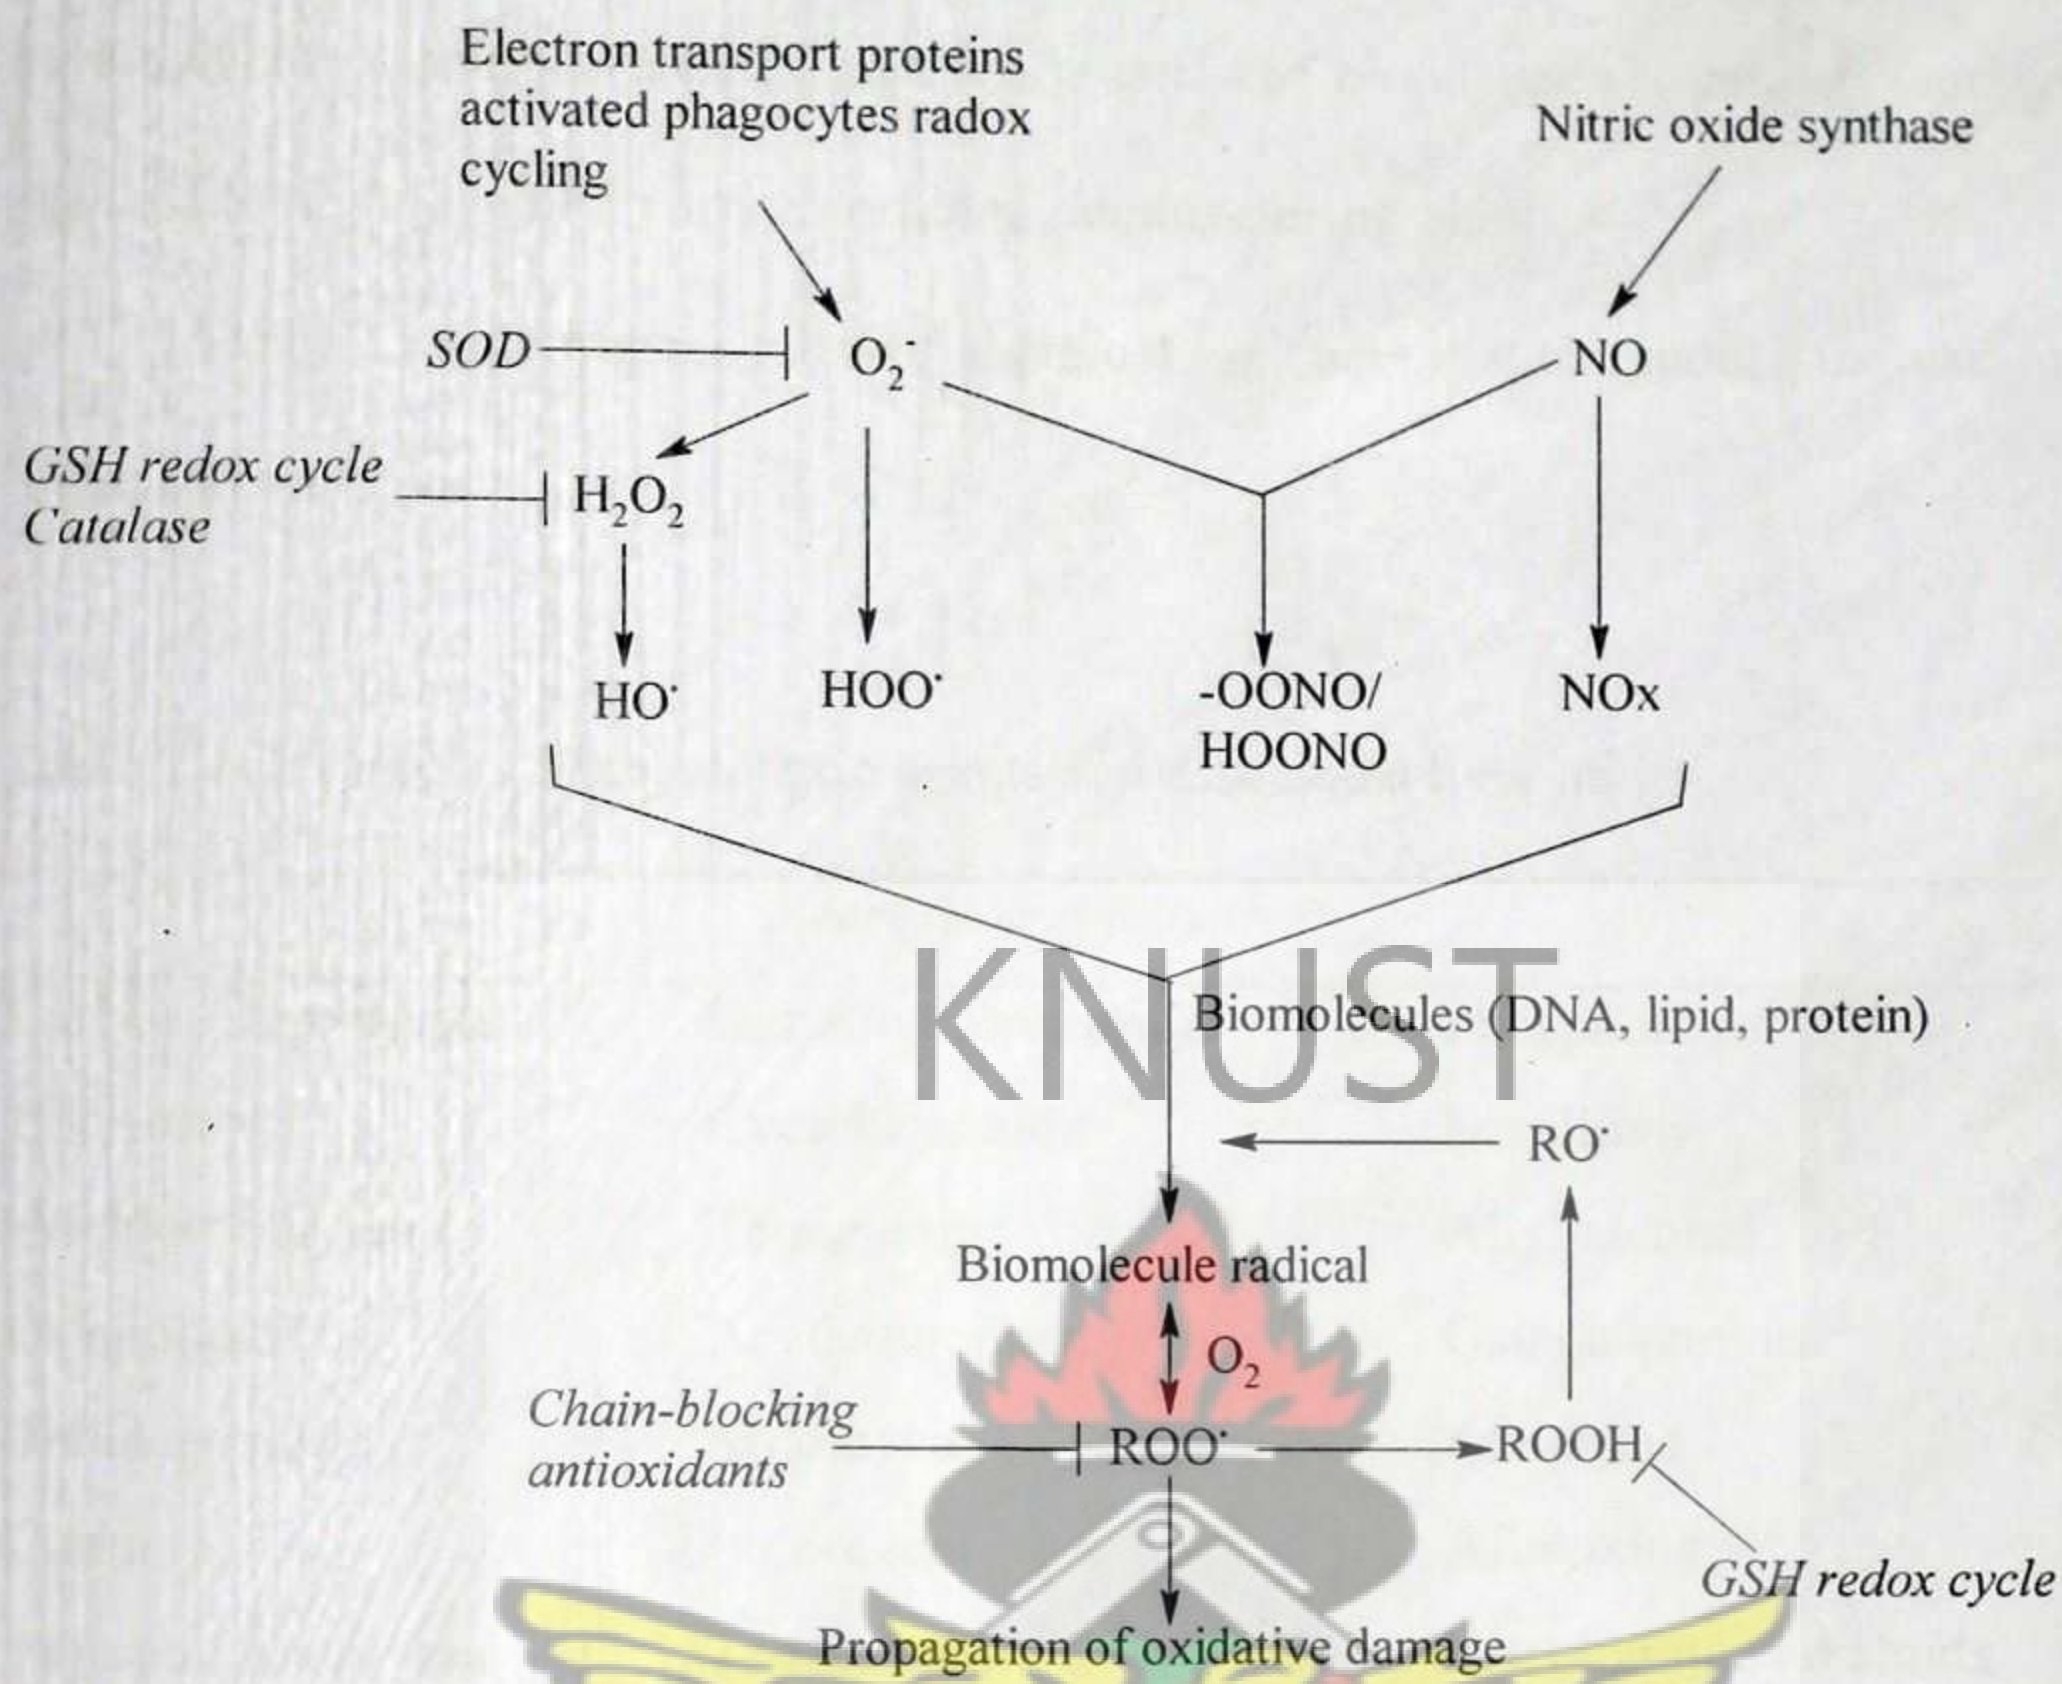 Electron transport proteins
activated phagocytes radox
cycling
Nitric oxide synthase
SOD
O₂⁻
NO
GSH redox cycle
Catalase
H₂O₂
HO·
HOO·
-OONO/
HOONO
NOx
KNUST
Biomolecules (DNA, lipid, protein)
RO·
Biomolecule radical
O₂
Chain-blocking
antioxidants
ROO·
ROOH
GSH redox cycle
Propagation of oxidative damage